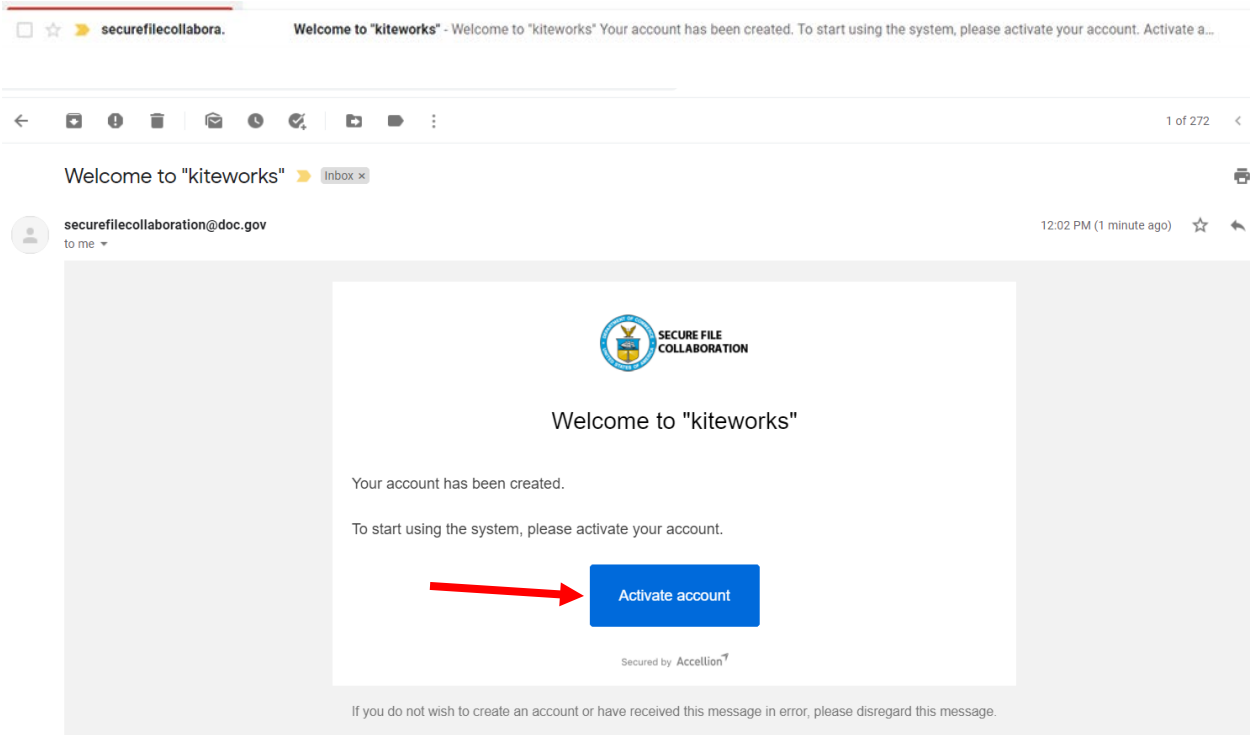 securefilecollabora. Welcome to "kiteworks" - Welcome to "kiteworks" Your account has been created. To start using the system, please activate your account. Activate a...
1 of 272
Welcome to "kiteworks" Inbox ×
securefilecollaboration@doc.gov 12:02 PM (1 minute ago)
to me
SECURE FILE
COLLABORATION
Welcome to "kiteworks"
Your account has been created.
To start using the system, please activate your account.
Activate account
Secured by Accellion
If you do not wish to create an account or have received this message in error, please disregard this message.